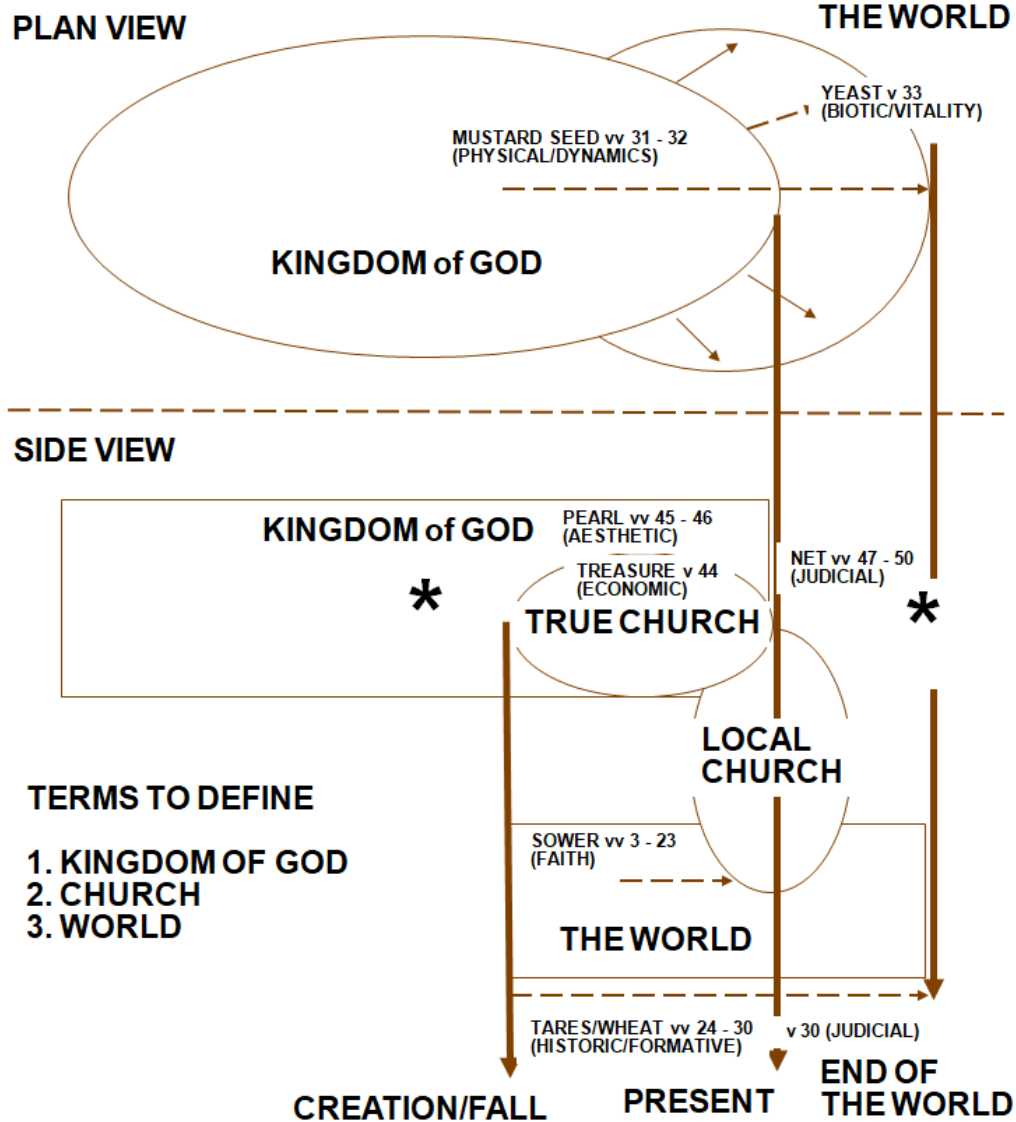 PLAN VIEW
THE WORLD
YEAST v 33
(BIOTIC/VITALITY)
MUSTARD SEED vv 31 - 32
(PHYSICAL/DYNAMICS)
KINGDOM of GOD
SIDE VIEW
KINGDOM of GOD
PEARL vv 45 - 46
(AESTHETIC)
NET vv 47 - 50
(JUDICIAL)
TREASURE v 44
(ECONOMIC)
*
*
TRUE CHURCH
LOCAL
CHURCH
TERMS TO DEFINE
1. KINGDOM OF GOD
2. CHURCH
3. WORLD
SOWER vv 3 - 23
(FAITH)
THE WORLD
TARES/WHEAT vv 24 - 30
(HISTORIC/FORMATIVE)
v 30 (JUDICIAL)
CREATION/FALL
PRESENT
END OF
THE WORLD